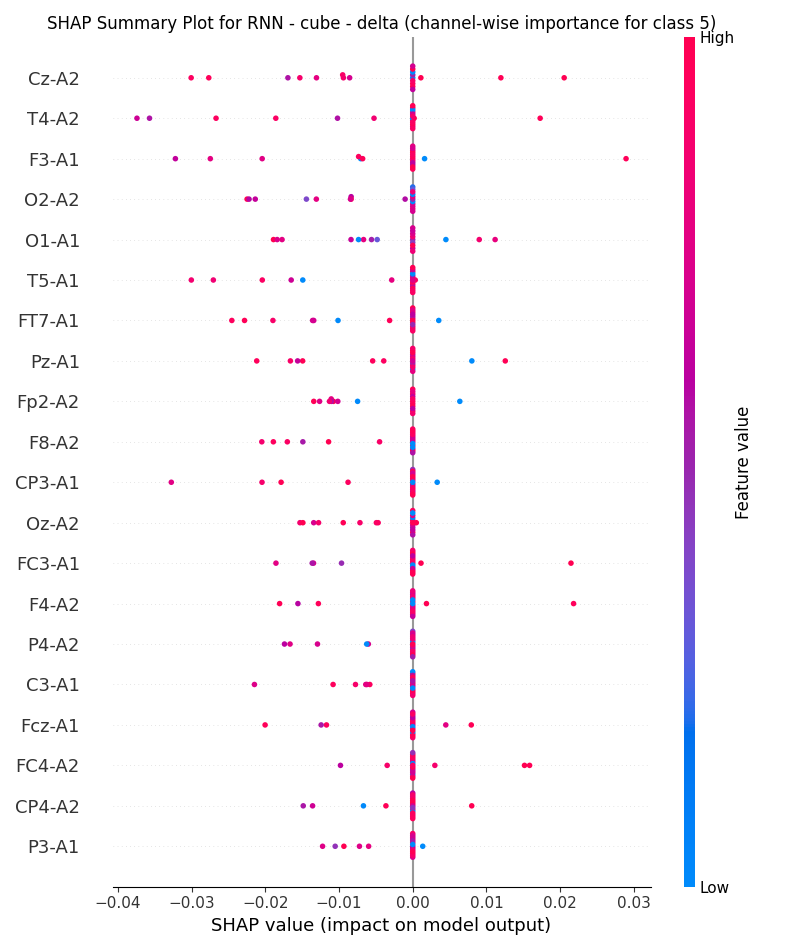 SHAP Summary Plot for RNN - cube - delta (channel-wise importance for class 5)
High
Cz-A2
T4-A2
F3-A1
O2-A2
O1-A1
T5-A1
FT7-A1
Pz-A1
Fp2-A2
F8-A2
CP3-A1
Oz-A2
FC3-A1
F4-A2
P4-A2
C3-A1
Fcz-A1
FC4-A2
CP4-A2
P3-A1
Feature value
Low
−0.04 −0.03 −0.02 −0.01 0.00 0.01 0.02 0.03
SHAP value (impact on model output)